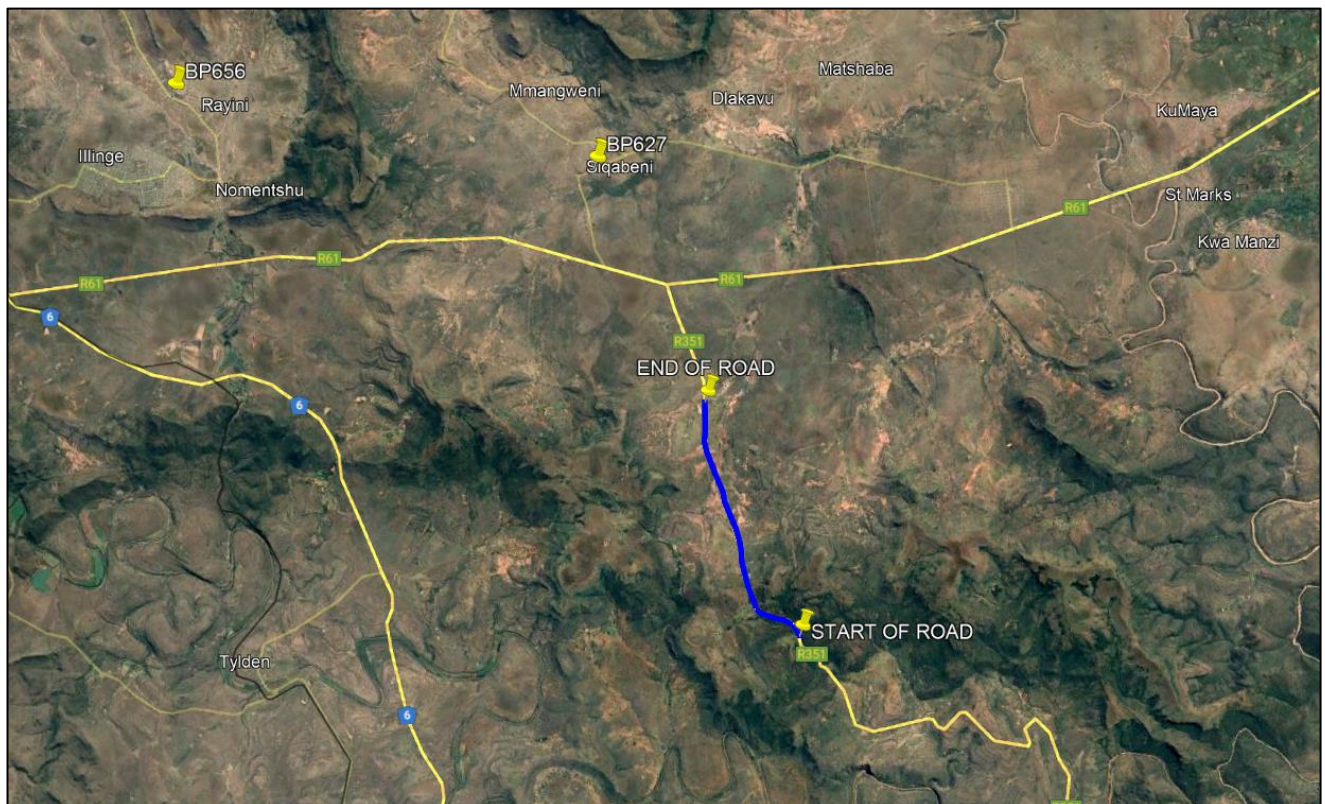 BP656
Rayini
Illinge
Nomentshu
Mmangweni
Dlakavu
Matshaba
KuMaya
BP627
Siqabeni
St Marks
R61
Kwa Manzi
R61
R61
R61
6
R351
END OF ROAD
6
START OF ROAD
R351
Tylden
6